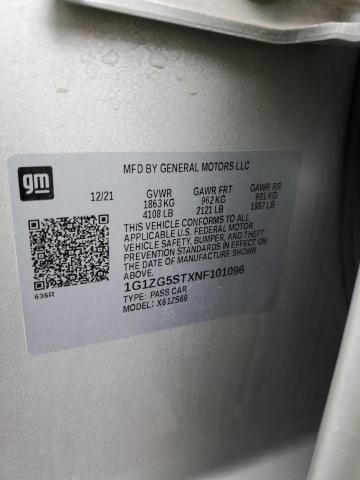 gm
MFD BY GENERAL MOTORS LLC
12/21 GVWR GAWR FRT GAWR RR
1863 KG 962 KG 901 KG
4108 LB 2121 LB 1987 LB
THIS VEHICLE CONFORMS TO ALL
APPLICABLE U.S. FEDERAL MOTOR
VEHICLE SAFETY, BUMPER, AND THEFT
PREVENTION STANDARDS IN EFFECT ON
THE DATE OF MANUFACTURE
SHOWN ABOVE.
1G1ZG5STXNF101096
TYPE: PASS CAR
MODEL: X61ZS69
636R